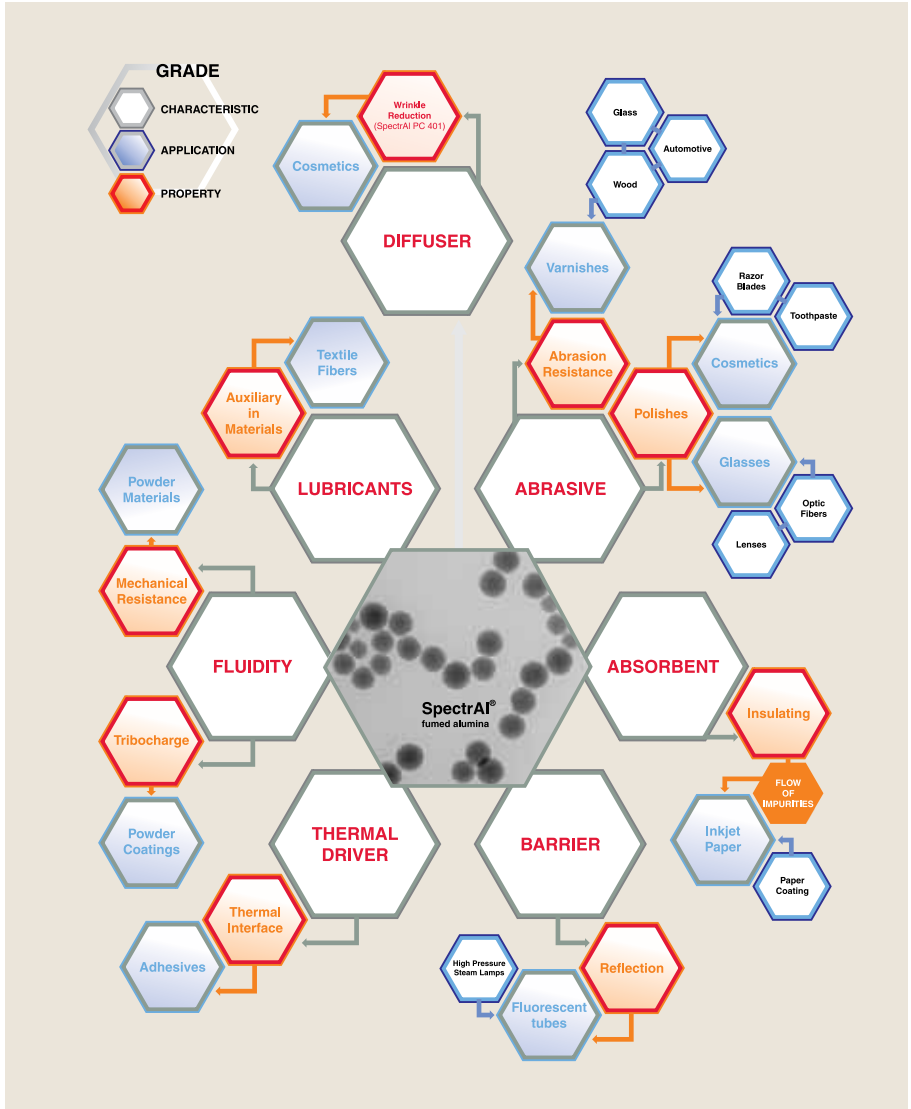 GRADE
CHARACTERISTIC
APPLICATION
PROPERTY
Wrinkle
Reduction
(SpectrAl PC 401)
Cosmetics
DIFFUSER
Glass
Automotive
Wood
Varnishes
Razor
Blades
Toothpaste
Cosmetics
Abrasion
Resistance
Polishes
Glasses
Optic
Fibers
Lenses
ABRASIVE
Textile
Fibers
Auxiliary
in
Materials
LUBRICANTS
Powder
Materials
Mechanical
Resistance
FLUIDITY
Tribocharge
Powder
Coatings
SpectrAl®
fumed alumina
ABSORBENT
Insulating
FLOW
OF
IMPURITIES
Inkjet
Paper
Paper
Coating
THERMAL
DRIVER
Thermal
Interface
Adhesives
BARRIER
Reflection
High Pressure
Steam Lamps
Fluorescent
tubes